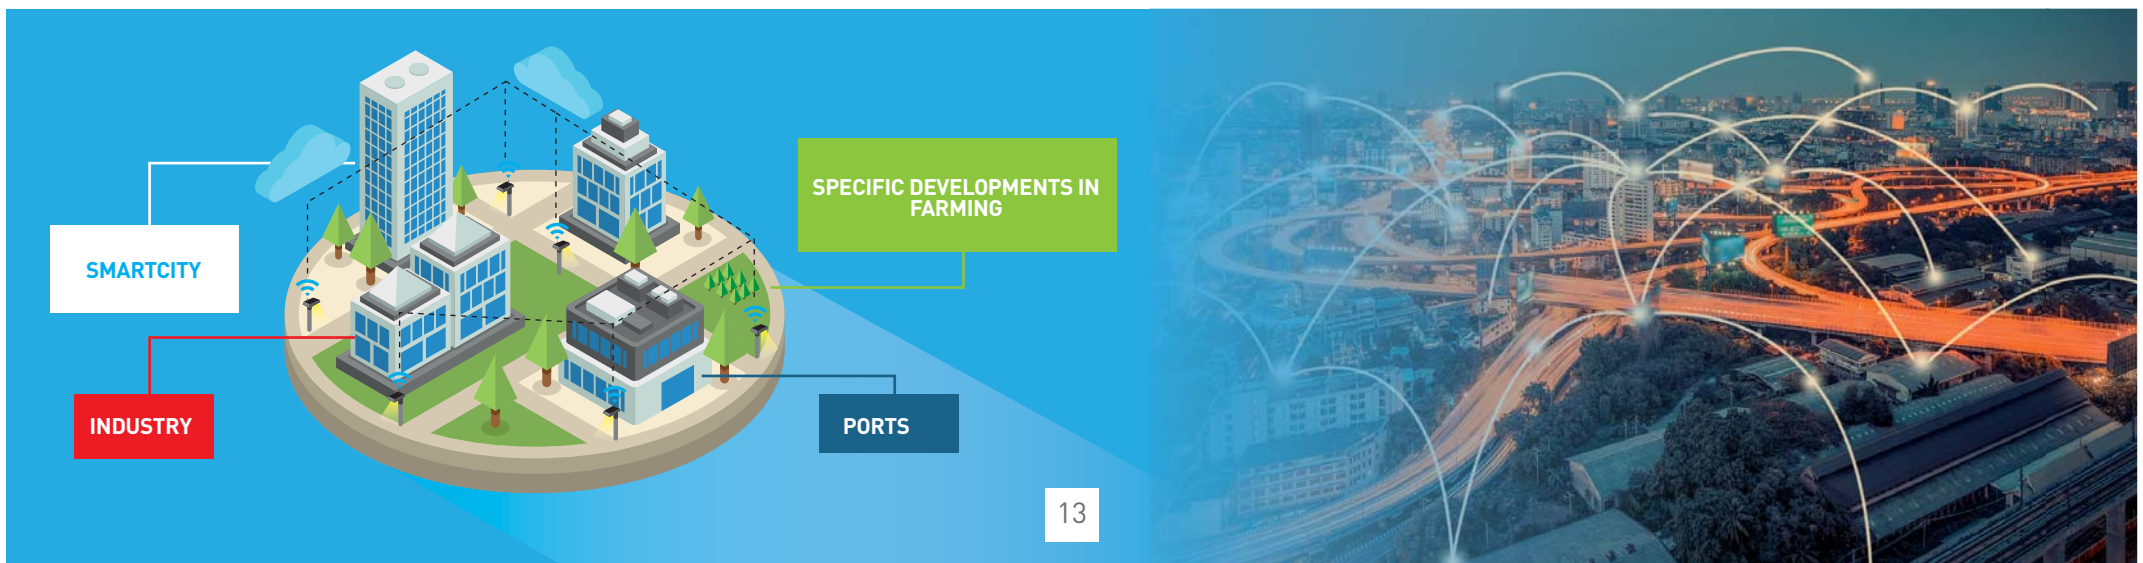 SMARTCITY
INDUSTRY
SPECIFIC DEVELOPMENTS IN
FARMING
PORTS
13